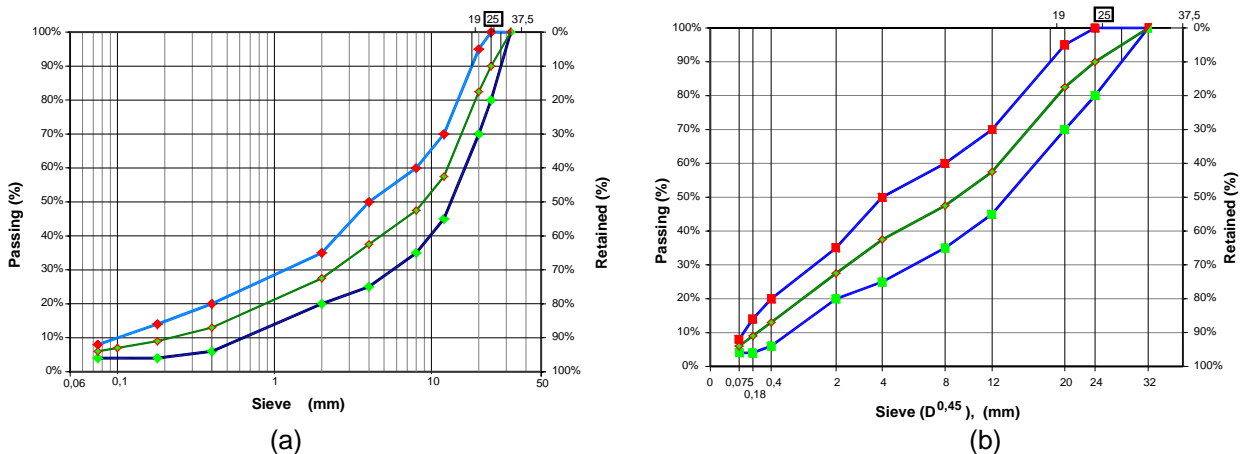 19 25 37,5
100% 0%
90% 10%
80% 20%
70% 30%
60% 40%
50% 50%
40% 60%
30% 70%
20% 80%
10% 90%
0% 100%
Passing (%)
Retained (%)
0,06 0,1 1 10 50
Sieve (mm)
(a)
19 25 37,5
100% 0%
90% 10%
80% 20%
70% 30%
60% 40%
50% 50%
40% 60%
30% 70%
20% 80%
10% 90%
0% 100%
Passing (%)
Retained (%)
0 0,075 0,4 2 4 8 12 20 24 32
0,18
Sieve (D^0,45), (mm)
(b)